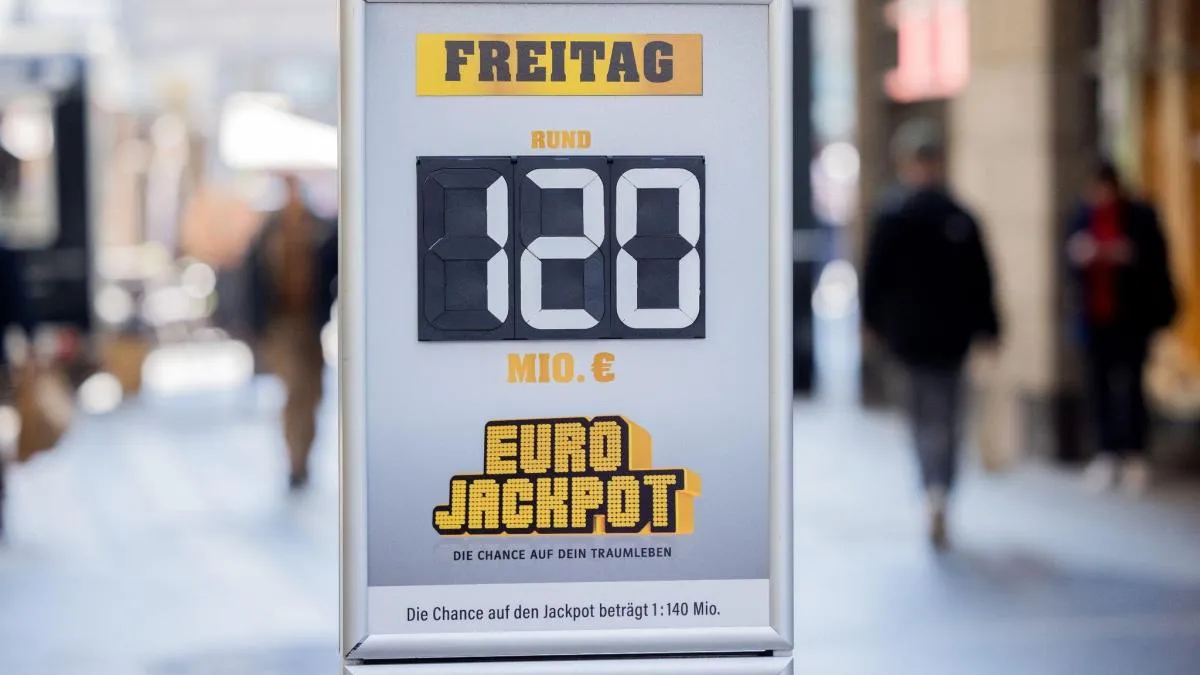 FREITAG
RUND
120
MIO. €
EURO
JACKPOT
DIE CHANCE AUF DEIN TRAUMLEBEN
Die Chance auf den Jackpot beträgt 1:140 Mio.